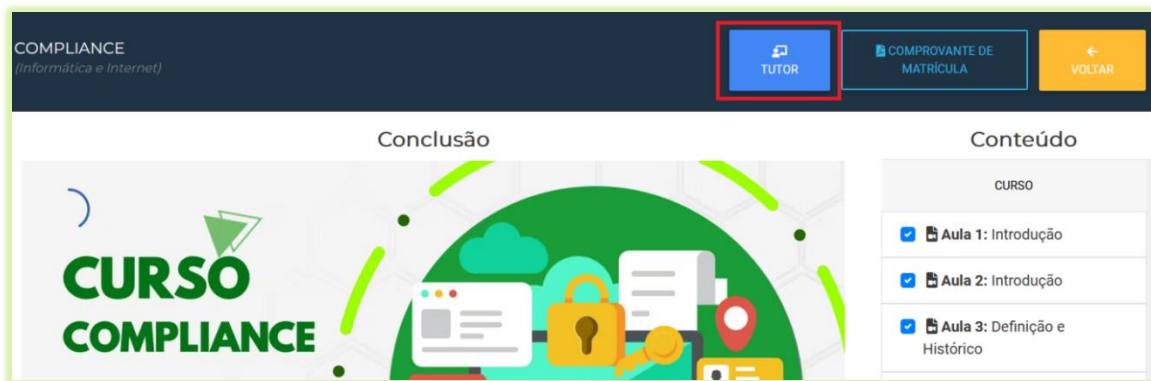 COMPLIANCE
(Informática e Internet)
TUTOR
COMPROVANTE DE
MATRÍCULA
VOLTAR
Conclusão
CURSO
COMPLIANCE
Conteúdo
CURSO
Aula 1: Introdução
Aula 2: Introdução
Aula 3: Definição e
Histórico